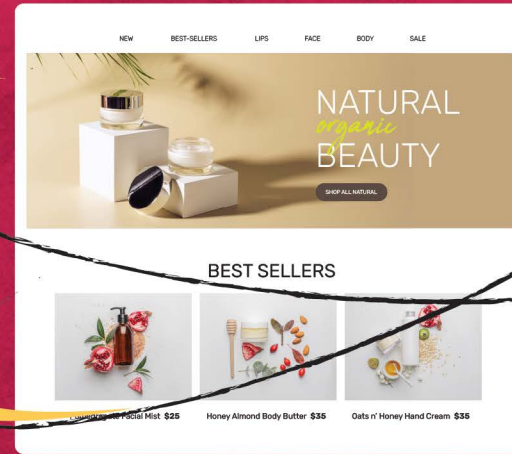 NEW BEST-SELLERS LIPS FACE BODY SALE
NATURAL
organic
BEAUTY
SHOP ALL NATURAL
BEST SELLERS
Facial Mist $25 Honey Almond Body Butter $35 Oats n' Honey Hand Cream $35